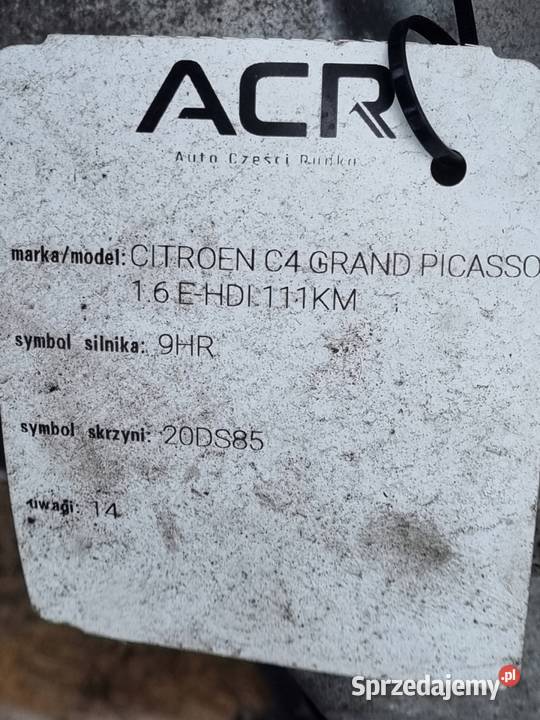 ACR
Auto Części Rudka
marka/model: CITROEN C4 GRAND PICASSO
1.6 E-HDI 111KM
symbol silnika: 9HR
symbol skrzyni: 20DS85
uwagi: 14
Sprzedajemy.pl